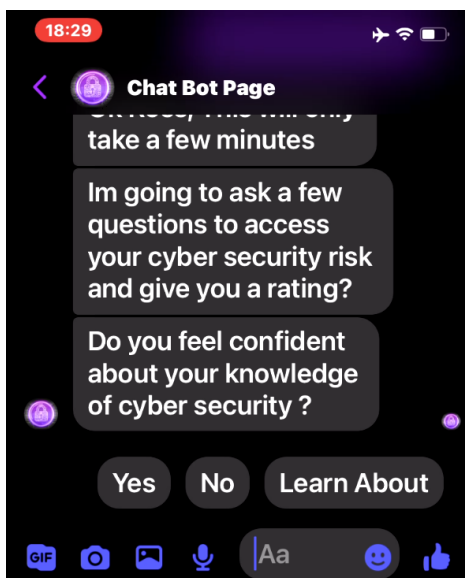 18:29
Chat Bot Page
take a few minutes
Im going to ask a few
questions to access
your cyber security risk
and give you a rating?
Do you feel confident
about your knowledge
of cyber security ?
Yes No Learn About
GIF Aa